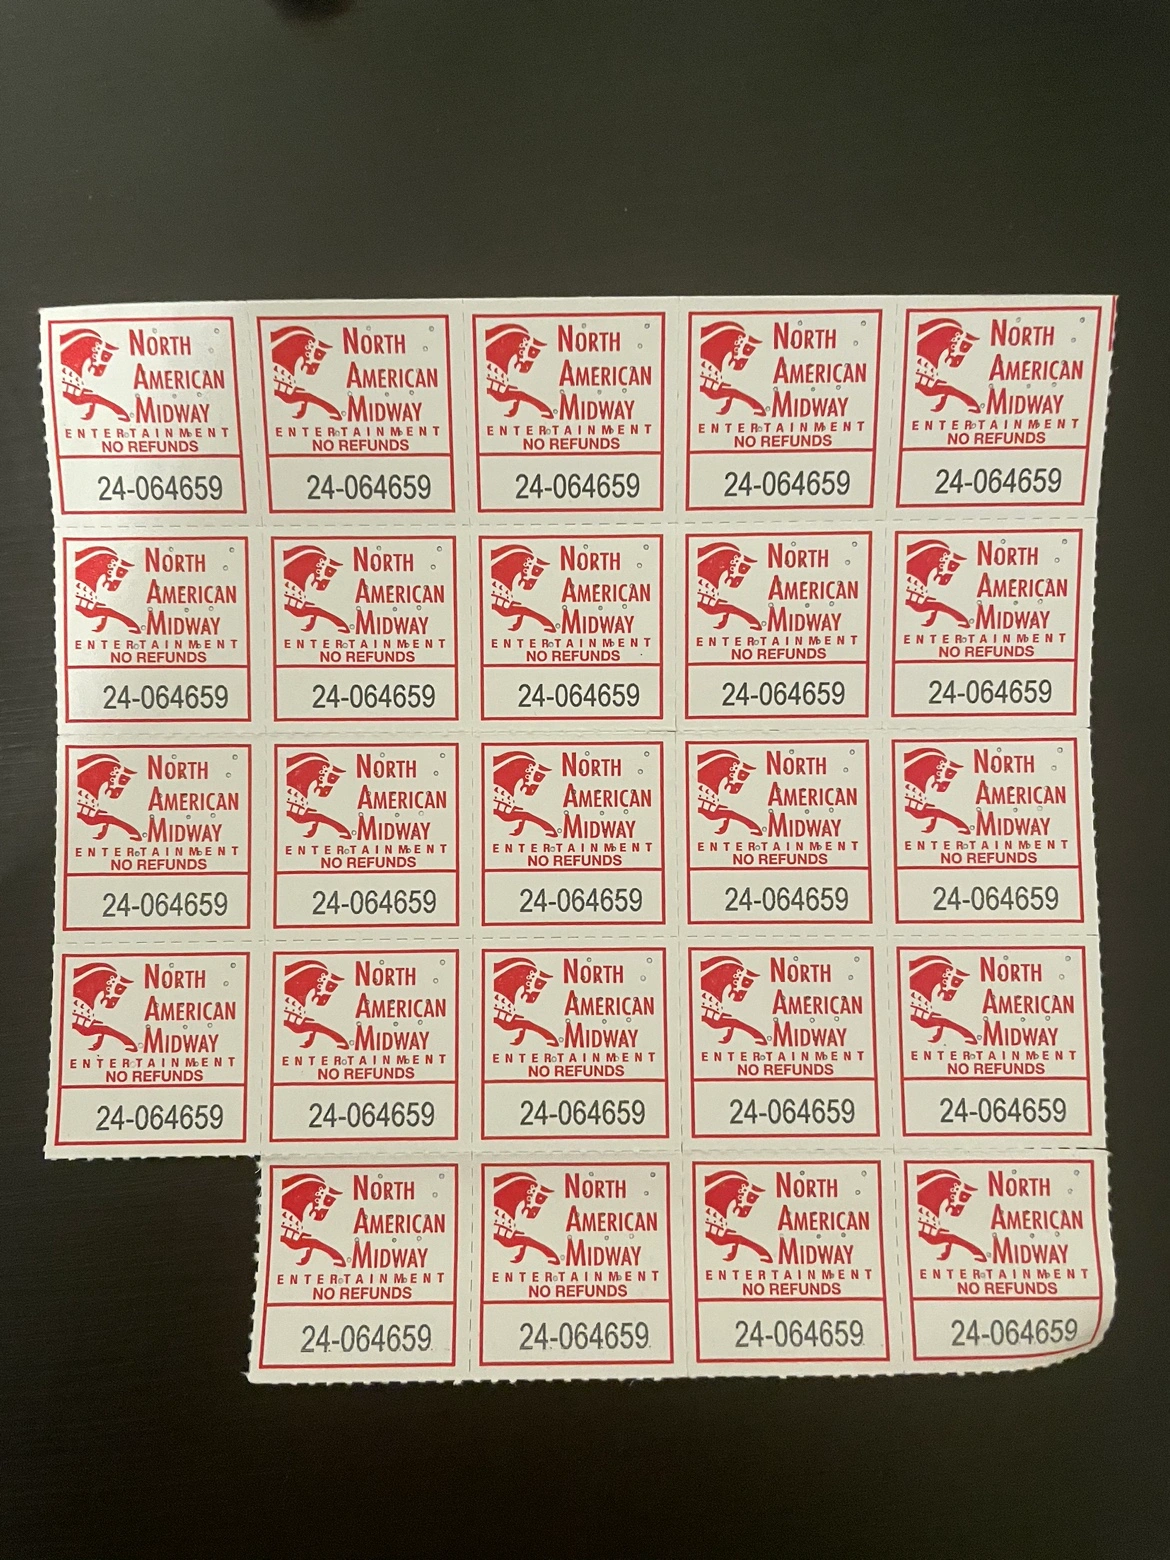 NORTH
AMERICAN
MIDWAY
ENTERTAINMENT
NO REFUNDS
24-064659
NORTH
AMERICAN
MIDWAY
ENTERTAINMENT
NO REFUNDS
24-064659
NORTH
AMERICAN
MIDWAY
ENTERTAINMENT
NO REFUNDS
24-064659
NORTH
AMERICAN
MIDWAY
ENTERTAINMENT
NO REFUNDS
24-064659
NORTH
AMERICAN
MIDWAY
ENTERTAINMENT
NO REFUNDS
24-064659
NORTH
AMERICAN
MIDWAY
ENTERTAINMENT
NO REFUNDS
24-064659
NORTH
AMERICAN
MIDWAY
ENTERTAINMENT
NO REFUNDS
24-064659
NORTH
AMERICAN
MIDWAY
ENTERTAINMENT
NO REFUNDS
24-064659
NORTH
AMERICAN
MIDWAY
ENTERTAINMENT
NO REFUNDS
24-064659
NORTH
AMERICAN
MIDWAY
ENTERTAINMENT
NO REFUNDS
24-064659
NORTH
AMERICAN
MIDWAY
ENTERTAINMENT
NO REFUNDS
24-064659
NORTH
AMERICAN
MIDWAY
ENTERTAINMENT
NO REFUNDS
24-064659
NORTH
AMERICAN
MIDWAY
ENTERTAINMENT
NO REFUNDS
24-064659
NORTH
AMERICAN
MIDWAY
ENTERTAINMENT
NO REFUNDS
24-064659
NORTH
AMERICAN
MIDWAY
ENTERTAINMENT
NO REFUNDS
24-064659
NORTH
AMERICAN
MIDWAY
ENTERTAINMENT
NO REFUNDS
24-064659
NORTH
AMERICAN
MIDWAY
ENTERTAINMENT
NO REFUNDS
24-064659
NORTH
AMERICAN
MIDWAY
ENTERTAINMENT
NO REFUNDS
24-064659
NORTH
AMERICAN
MIDWAY
ENTERTAINMENT
NO REFUNDS
24-064659
NORTH
AMERICAN
MIDWAY
ENTERTAINMENT
NO REFUNDS
24-064659
NORTH
AMERICAN
MIDWAY
ENTERTAINMENT
NO REFUNDS
24-064659
NORTH
AMERICAN
MIDWAY
ENTERTAINMENT
NO REFUNDS
24-064659
NORTH
AMERICAN
MIDWAY
ENTERTAINMENT
NO REFUNDS
24-064659
NORTH
AMERICAN
MIDWAY
ENTERTAINMENT
NO REFUNDS
24-064659